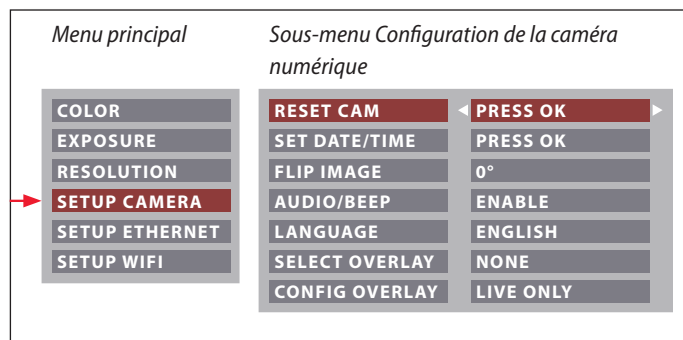 Menu principal
Sous-menu Configuration de la caméra
numérique
COLOR
EXPOSURE
RESOLUTION
SETUP CAMERA
SETUP ETHERNET
SETUP WIFI
RESET CAM PRESS OK
SET DATE/TIME PRESS OK
FLIP IMAGE 0°
AUDIO/BEEP ENABLE
LANGUAGE ENGLISH
SELECT OVERLAY NONE
CONFIG OVERLAY LIVE ONLY